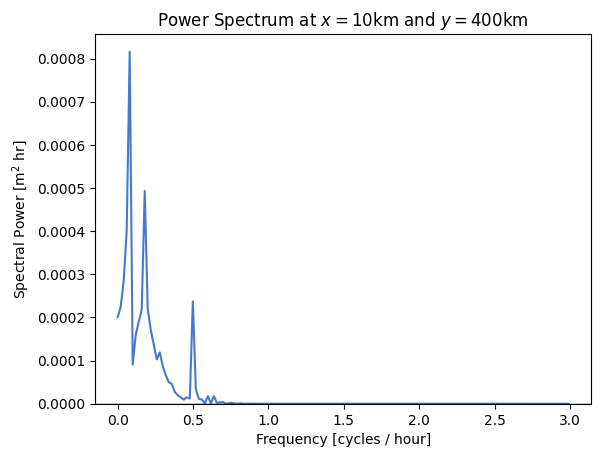 Power Spectrum at x = 10km and y = 400km
Spectral Power [m² hr]
0.0008
0.0007
0.0006
0.0005
0.0004
0.0003
0.0002
0.0001
0.0000
0.0 0.5 1.0 1.5 2.0 2.5 3.0
Frequency [cycles / hour]